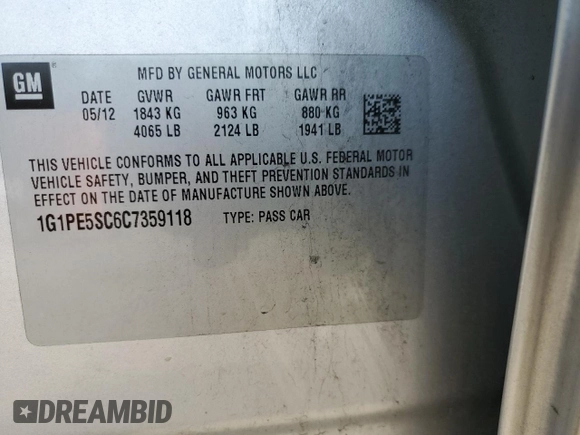 GM
MFD BY GENERAL MOTORS LLC
DATE GVWR GAWR FRT GAWR RR
05/12 1843 KG 963 KG 880 KG
4065 LB 2124 LB 1941 LB
THIS VEHICLE CONFORMS TO ALL APPLICABLE U.S. FEDERAL MOTOR
VEHICLE SAFETY, BUMPER, AND THEFT PREVENTION STANDARDS IN
EFFECT ON THE DATE OF MANUFACTURE SHOWN ABOVE.
1G1PE5SC6C7359118 TYPE: PASS CAR
DREAMBID